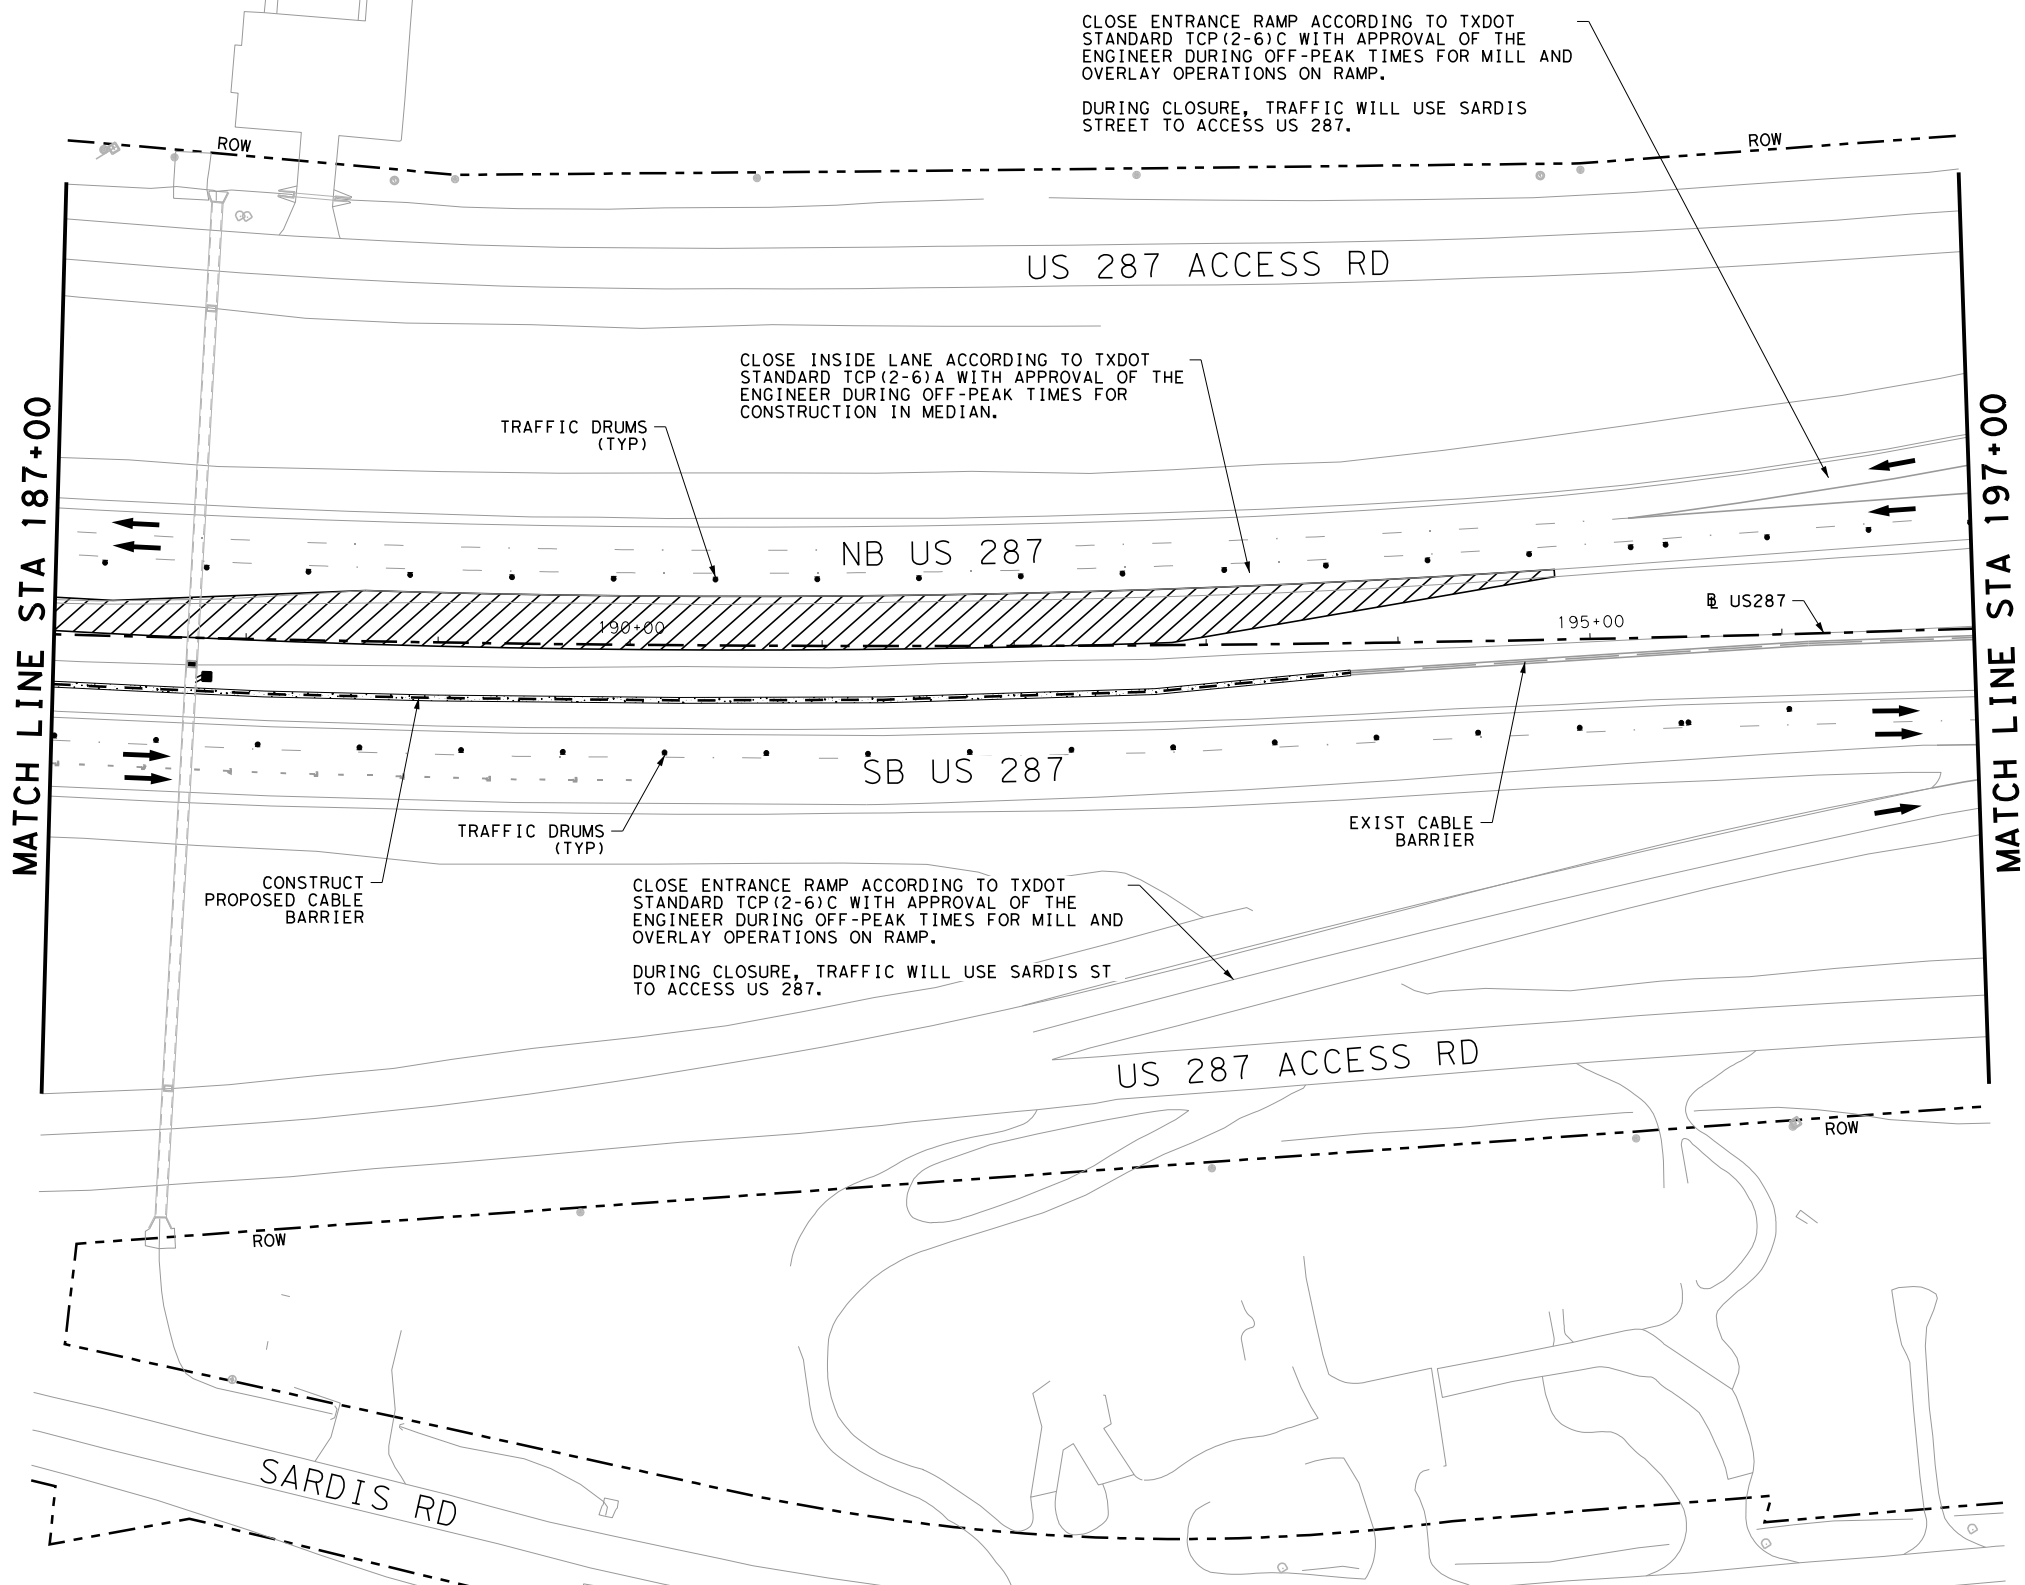 CLOSE ENTRANCE RAMP ACCORDING TO TXDOT
STANDARD TCP(2-6)C WITH APPROVAL OF THE
ENGINEER DURING OFF-PEAK TIMES FOR MILL AND
OVERLAY OPERATIONS ON RAMP.
DURING CLOSURE, TRAFFIC WILL USE SARDIS
STREET TO ACCESS US 287.
ROW
ROW
US 287 ACCESS RD
CLOSE INSIDE LANE ACCORDING TO TXDOT
STANDARD TCP(2-6)A WITH APPROVAL OF THE
ENGINEER DURING OFF-PEAK TIMES FOR
CONSTRUCTION IN MEDIAN.
TRAFFIC DRUMS
(TYP)
MATCH LINE STA 187+00
MATCH LINE STA 197+00
NB US 287
190+00
195+00
BL US287
SB US 287
TRAFFIC DRUMS
(TYP)
EXIST CABLE
BARRIER
CONSTRUCT
PROPOSED CABLE
BARRIER
CLOSE ENTRANCE RAMP ACCORDING TO TXDOT
STANDARD TCP(2-6)C WITH APPROVAL OF THE
ENGINEER DURING OFF-PEAK TIMES FOR MILL AND
OVERLAY OPERATIONS ON RAMP.
DURING CLOSURE, TRAFFIC WILL USE SARDIS ST
TO ACCESS US 287.
US 287 ACCESS RD
ROW
ROW
SARDIS RD